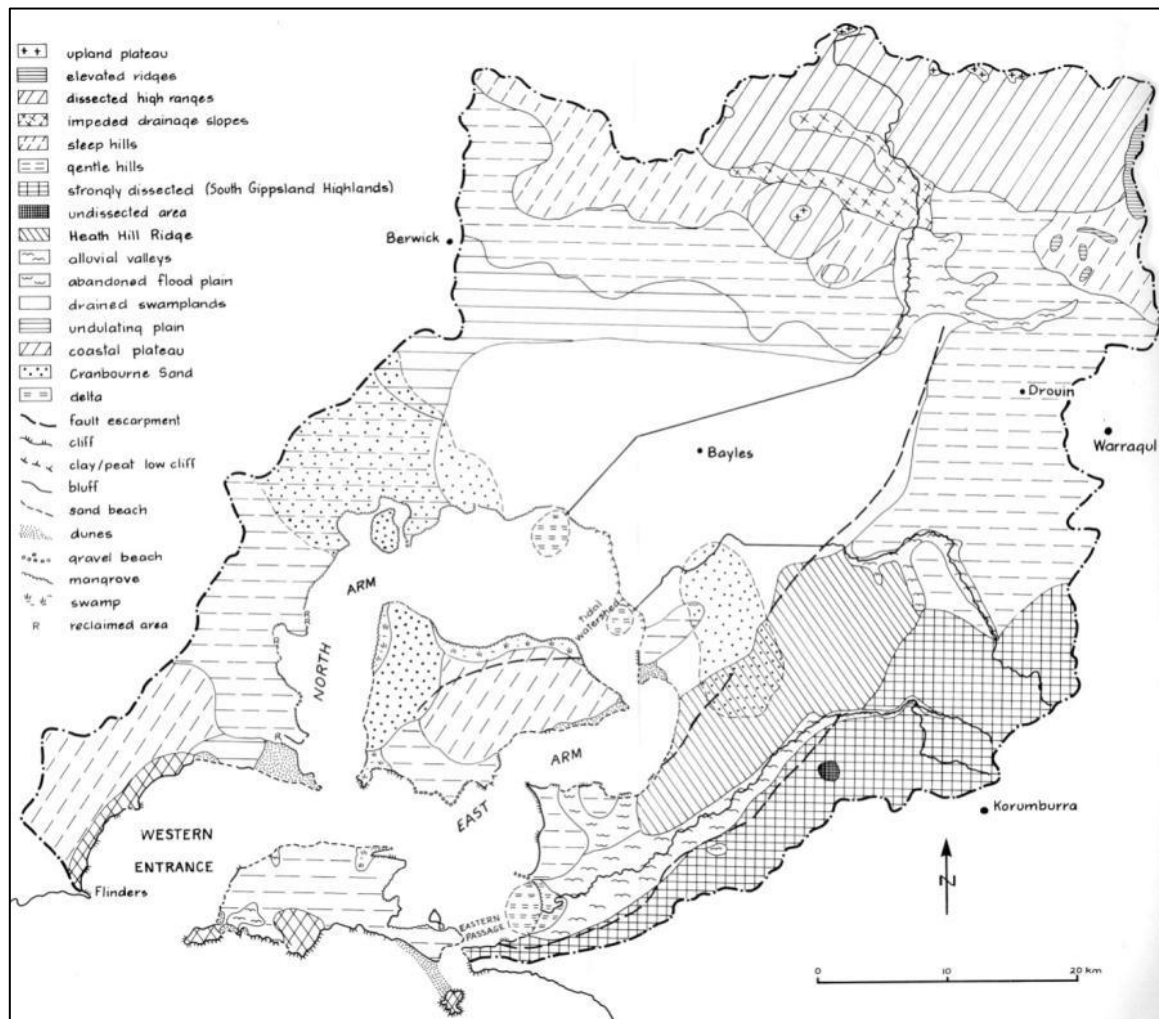 upland plateau
elevated ridges
dissected high ranges
impeded drainage slopes
steep hills
gentle hills
strongly dissected (South Gippsland Highlands)
undissected area
Heath Hill Ridge
alluvial valleys
abandoned flood plain
drained swamplands
undulating plain
coastal plateau
Cranbourne Sand
delta
fault escarpment
cliff
clay/peat low cliff
bluff
sand beach
dunes
gravel beach
mangrove
swamp
R reclaimed area
Berwick
Drouin
Warragul
Bayles
NORTH ARM
tidal watershed
R
R
R
EAST ARM
WESTERN
ENTRANCE
Flinders
EASTERN
PASSAGE
Korumburra
N
0 10 20 km